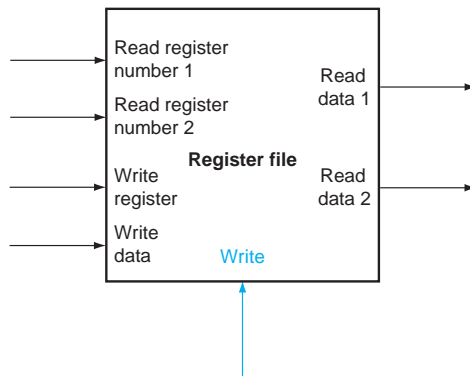 Read register
number 1
Read
data 1
Read register
number 2
Register file
Write
register
Read
data 2
Write
data
Write